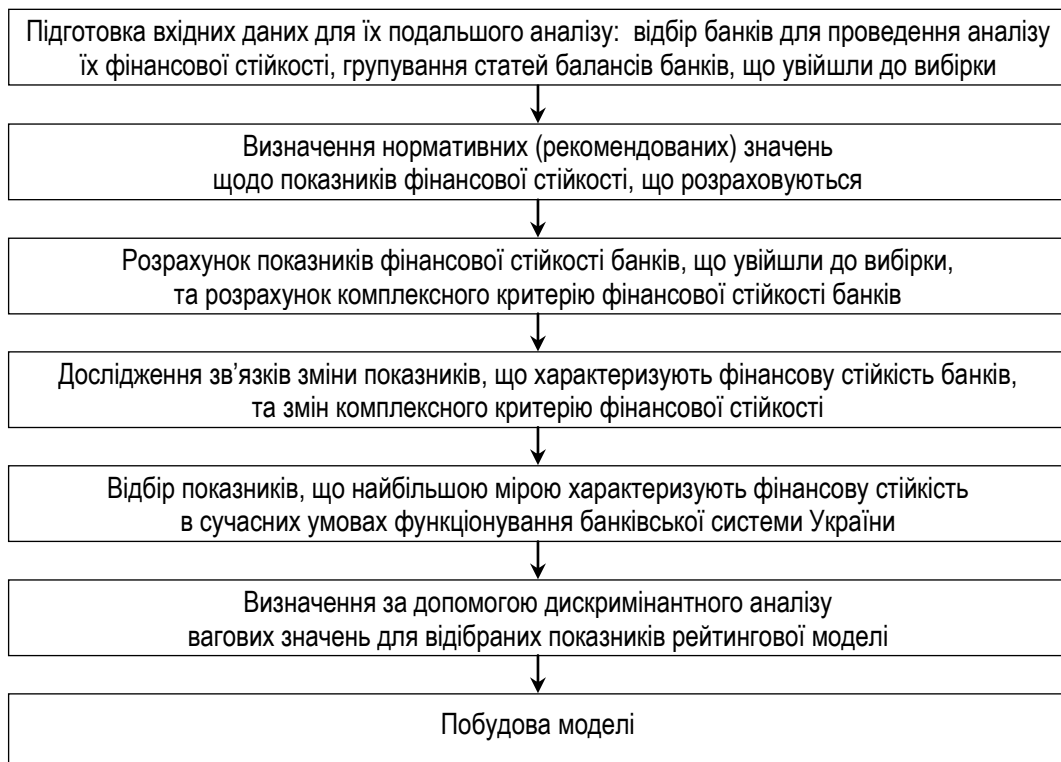 Підготовка вхідних даних для їх подальшого аналізу: відбір банків для проведення аналізу
їх фінансової стійкості, групування статей балансів банків, що увійшли до вибірки
Визначення нормативних (рекомендованих) значень
щодо показників фінансової стійкості, що розраховуються
Розрахунок показників фінансової стійкості банків, що увійшли до вибірки,
та розрахунок комплексного критерію фінансової стійкості банків
Дослідження зв’язків зміни показників, що характеризують фінансову стійкість банків,
та змін комплексного критерію фінансової стійкості
Відбір показників, що найбільшою мірою характеризують фінансову стійкість
в сучасних умовах функціонування банківської системи України
Визначення за допомогою дискримінантного аналізу
вагових значень для відібраних показників рейтингової моделі
Побудова моделі